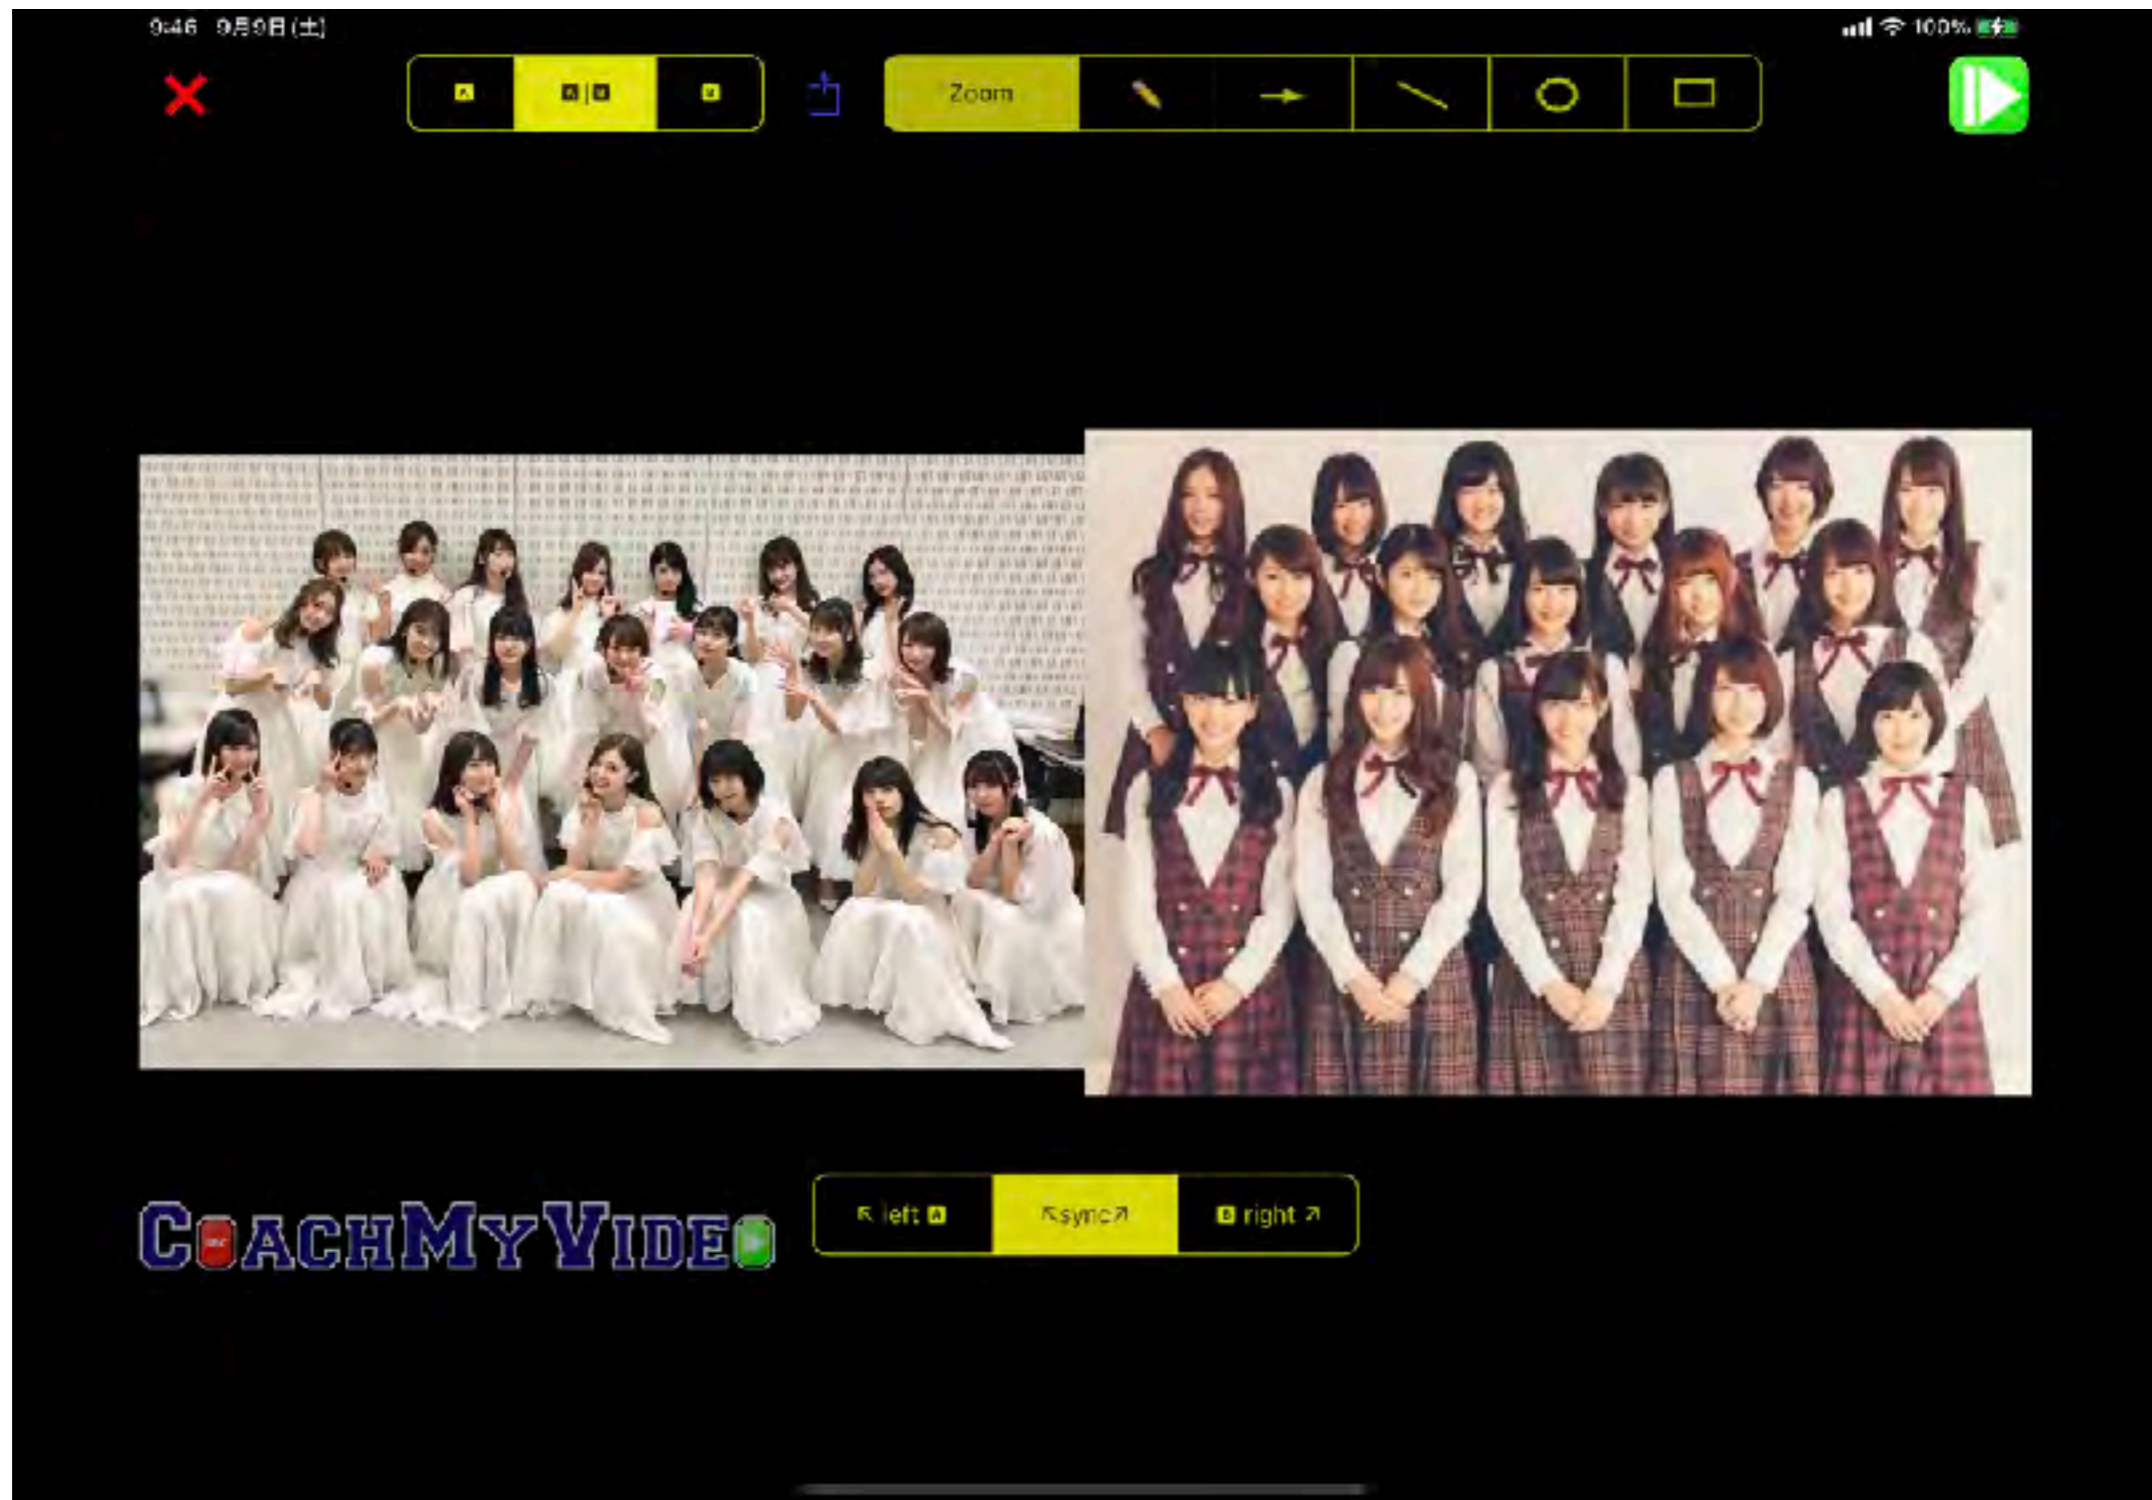 9:46 9月9日(土)
100%
A A|B B
Zoom
COACHMYVIDEO
left A
sync
B right